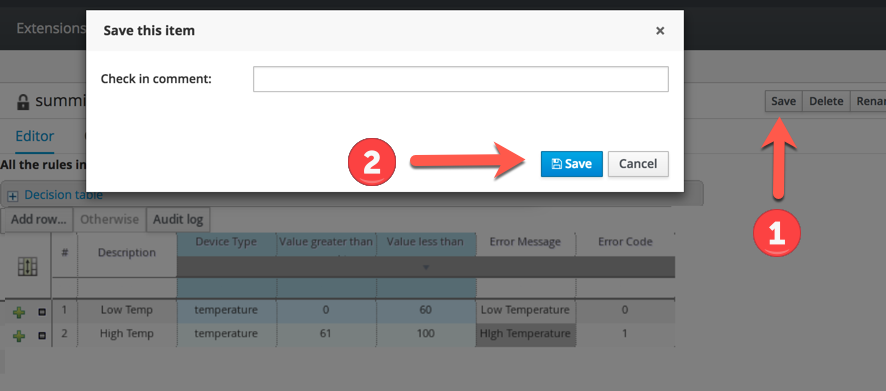 Extensions
Save this item ×
Check in comment:
summi
Save Delete Renar
Editor
2 Save Cancel
All the rules in
Decision table
1
Add row... Otherwise Audit log
# Description Device Type Value greater than Value less than Error Message Error Code
1 Low Temp temperature 0 60 Low Temperature 0
2 HIgh Temp temperature 61 100 HIgh Temperature 1